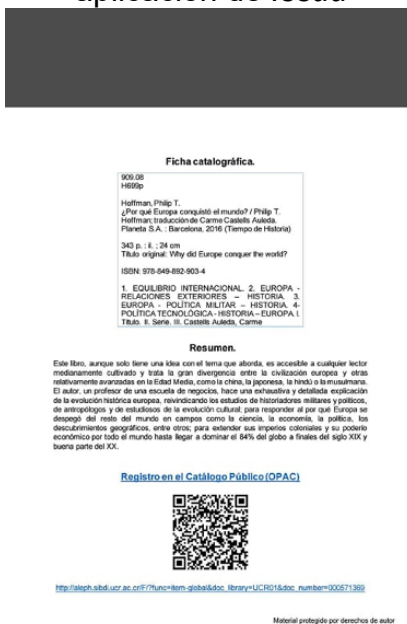 aplicación de Issuu
Ficha catalográfica.
909.08
H699p
Hoffman, Philip T.
¿Por qué Europa conquistó el mundo? / Philip T.
Hoffman; traducción de Carme Castells Auleda.
Planeta S.A. : Barcelona, 2016 (Tiempo de Historia)
343 p. : il. ; 24 cm
Título original: Why did Europe conquer the world?
ISBN: 978-849-892-903-4
1. EQUILIBRIO INTERNACIONAL. 2. EUROPA -
RELACIONES EXTERIORES – HISTORIA. 3.
EUROPA - POLÍTICA MILITAR – HISTORIA. 4-
POLÍTICA TECNOLÓGICA - HISTORIA – EUROPA. I.
Título. II. Serie. III. Castells Auleda, Carme
Resumen.
Este libro, aunque solo tiene una idea con el tema que aborda, es accesible a cualquier lector
medianamente cultivado y trata la gran divergencia entre la civilización europea y otras
relativamente avanzadas en la Edad Media, como la china, la japonesa, la hindú o la musulmana.
El autor, un profesor de una escuela de negocios, hace una exhaustiva y detallada explicación
de la evolución histórica europea, reivindicando los estudios de historiadores militares y políticos,
de antropólogos y de estudiosos de la evolución cultural; para responder al por qué Europa se
despegó del resto del mundo en campos como la ciencia, la economía, la política, los
descubrimientos geográficos, entre otros; para extender sus imperios coloniales y su poderío
económico por todo el mundo hasta llegar a dominar el 84% del globo a finales del siglo XIX y
buena parte del XX.
Registro en el Catálogo Público (OPAC)
http://aleph.sibdi.ucr.ac.cr/F/?func=item-global&doc_library=UCR01&doc_number=000571369
Material protegido por derechos de autor